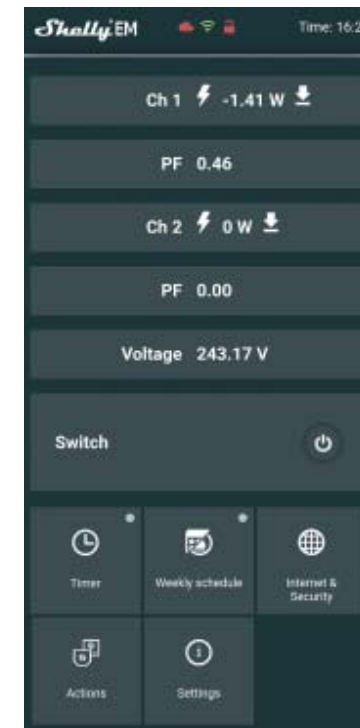 Shelly EM Time: 16:2
Ch 1 -1.41 W
PF 0.46
Ch 2 0 W
PF 0.00
Voltage 243.17 V
Switch
Timer Weekly schedule Internet & Security
Actions Settings